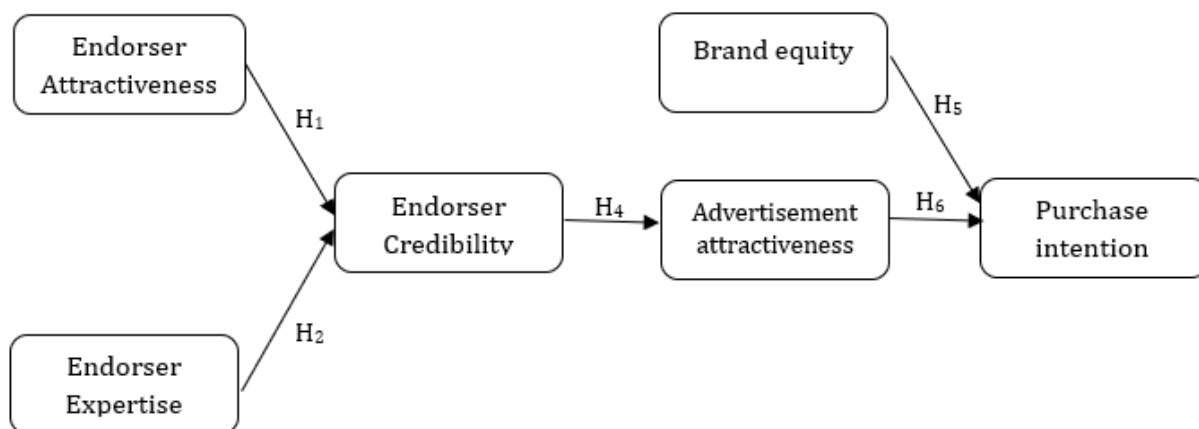 Endorser
Attractiveness
Brand equity
H₁
H₅
Endorser
Credibility
H₄
Advertisement
attractiveness
H₆
Purchase
intention
H₂
Endorser
Expertise